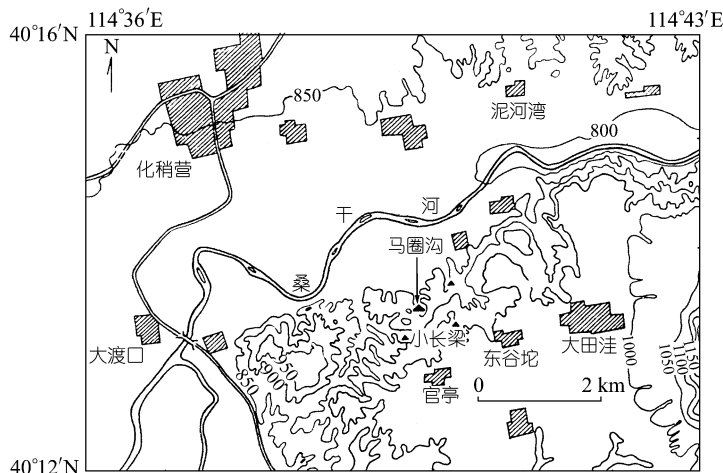 114°36′E
114°43′E
40°16′N
N
850
泥河湾
800
化稍营
干
河
马圈沟
桑
大渡口
小长梁
东谷坨
大田洼
1000
1050
1100
1150
850
900
950
官亭
0
2 km
40°12′N